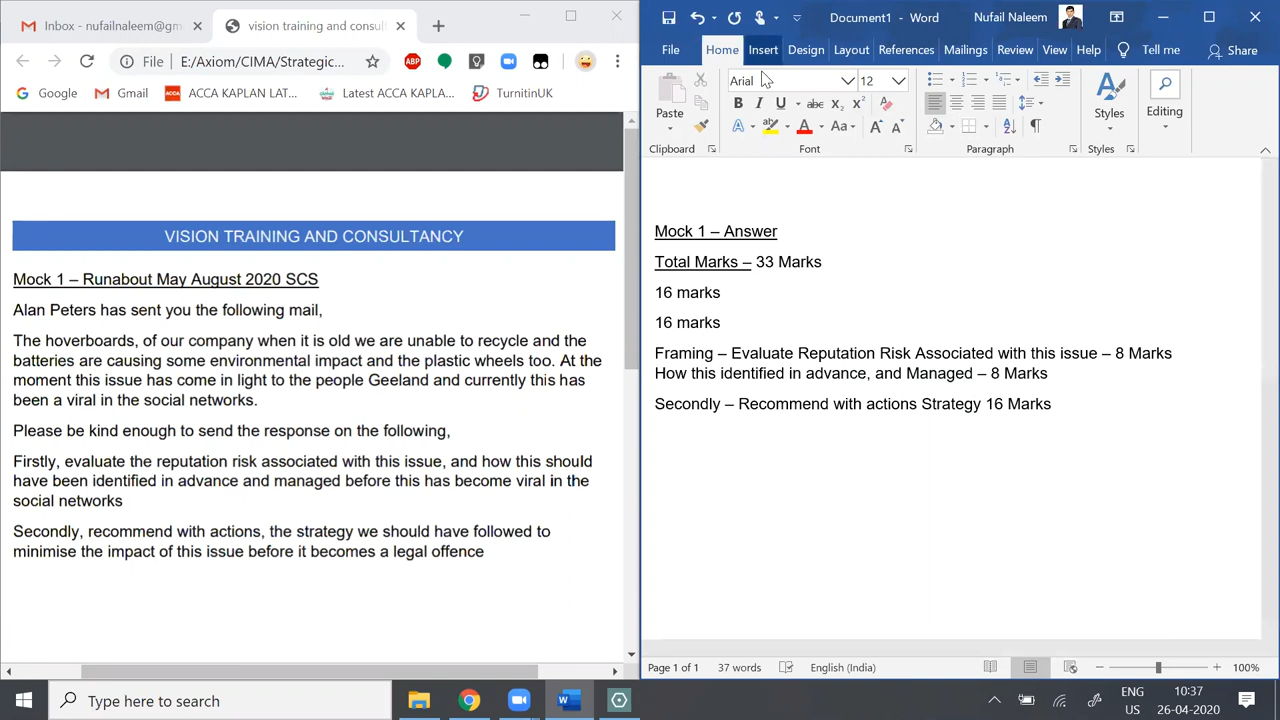 Inbox - nufailnaleem@gm
vision training and consult
File
E:/Axiom/CIMA/Strategic...
ABP
Google
Gmail
ACCA KAPLAN LAT...
Latest ACCA KAPLA...
TurnitinUK
VISION TRAINING AND CONSULTANCY
Mock 1 – Runabout May August 2020 SCS
Alan Peters has sent you the following mail,
The hoverboards, of our company when it is old we are unable to recycle and the
batteries are causing some environmental impact and the plastic wheels too. At the
moment this issue has come in light to the people Geeland and currently this has
been a viral in the social networks.
Please be kind enough to send the response on the following,
Firstly, evaluate the reputation risk associated with this issue, and how this should
have been identified in advance and managed before this has become viral in the
social networks
Secondly, recommend with actions, the strategy we should have followed to
minimise the impact of this issue before it becomes a legal offence
Document1 - Word
Nufail Naleem
File Home Insert Design Layout References Mailings Review View Help Tell me Share
Arial
12
Paste
Styles
Editing
Clipboard
Font
Paragraph
Styles
Mock 1 – Answer
Total Marks – 33 Marks
16 marks
16 marks
Framing – Evaluate Reputation Risk Associated with this issue – 8 Marks
How this identified in advance, and Managed – 8 Marks
Secondly – Recommend with actions Strategy 16 Marks
Page 1 of 1
37 words
English (India)
100%
Type here to search
ENG
US
10:37
26-04-2020